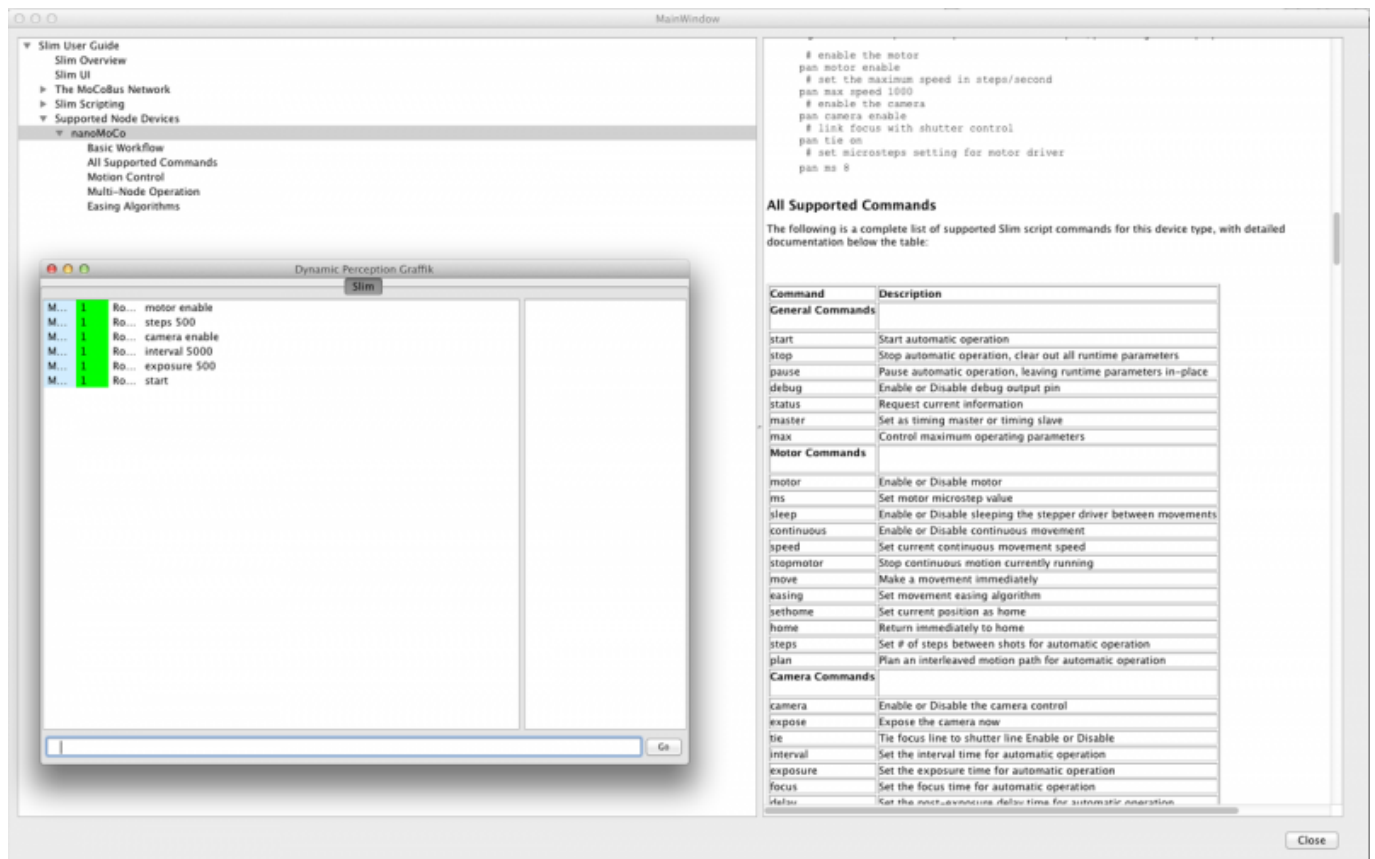 MainWindow
Slim User Guide
Slim Overview
Slim UI
The MoCoBus Network
Slim Scripting
Supported Node Devices
nanoMoCo
Basic Workflow
All Supported Commands
Motion Control
Multi-Node Operation
Easing Algorithms
Dynamic Perception Graffik
Slim
M... 1 Ro... motor enable
M... 1 Ro... steps 500
M... 1 Ro... camera enable
M... 1 Ro... interval 5000
M... 1 Ro... exposure 500
M... 1 Ro... start
Go
# enable the motor
pan motor enable
# set the maximum speed in steps/second
pan max speed 1000
# enable the camera
pan camera enable
# link focus with shutter control
pan tie on
# set microsteps setting for motor driver
pan ms 8
All Supported Commands
The following is a complete list of supported Slim script commands for this device type, with detailed
documentation below the table:
Command Description
General Commands
start Start automatic operation
stop Stop automatic operation, clear out all runtime parameters
pause Pause automatic operation, leaving runtime parameters in-place
debug Enable or Disable debug output pin
status Request current information
master Set as timing master or timing slave
max Control maximum operating parameters
Motor Commands
motor Enable or Disable motor
ms Set motor microstep value
sleep Enable or Disable sleeping the stepper driver between movements
continuous Enable or Disable continuous movement
speed Set current continuous movement speed
stopmotor Stop continuous motion currently running
move Make a movement immediately
easing Set movement easing algorithm
sethome Set current position as home
home Return immediately to home
steps Set # of steps between shots for automatic operation
plan Plan an interleaved motion path for automatic operation
Camera Commands
camera Enable or Disable the camera control
expose Expose the camera now
tie Tie focus line to shutter line Enable or Disable
interval Set the interval time for automatic operation
exposure Set the exposure time for automatic operation
focus Set the focus time for automatic operation
delay Set the post-exposure delay time for automatic operation
Close